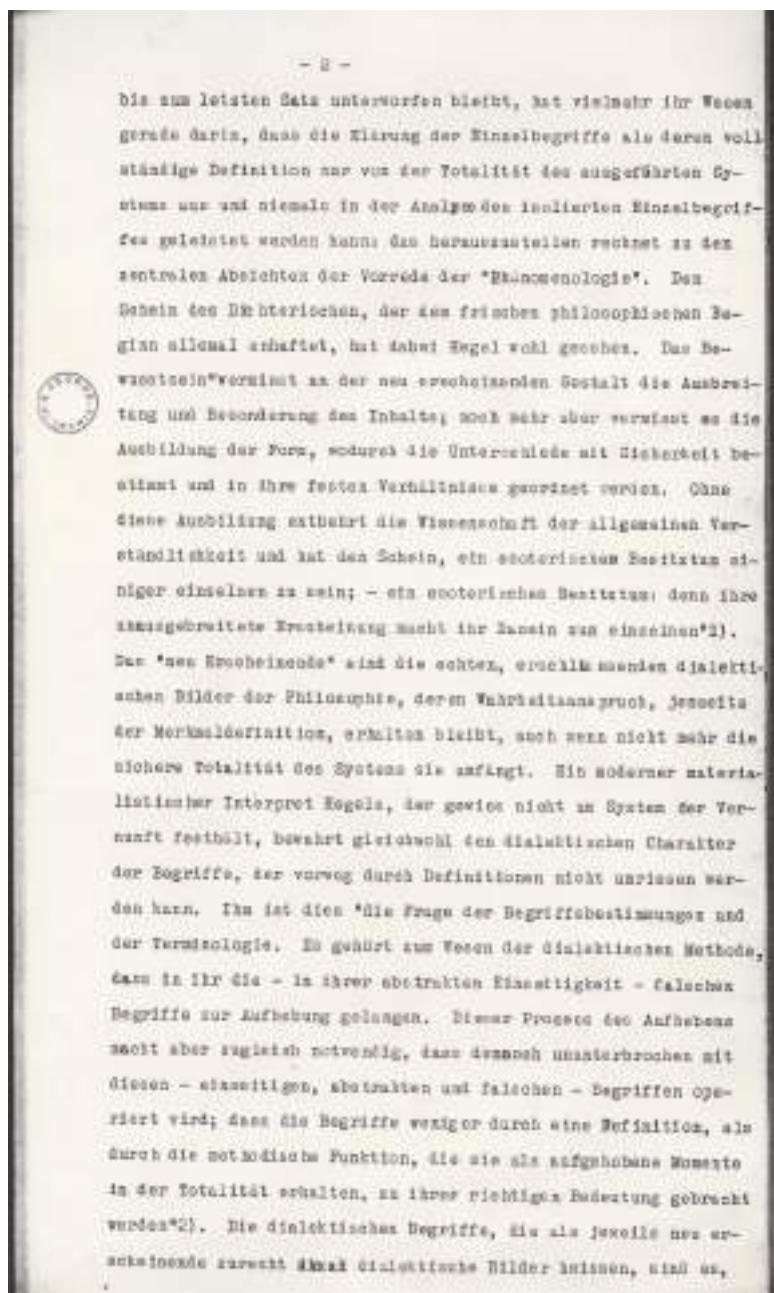 - 2 -
bis zum letzten Satz unterworfen bleibt, hat vielmehr ihr Wesen
gerade darin, dass die Klärung der Einzelbegriffe als deren voll
ständige Definition nur von der Totalität des ausgeführten Sy-
stems aus und niemals in der Analyse des isolierten Einzelbegrif-
fes geleistet werden kann: das herauszustellen rechnet zu den
zentralen Absichten der Vorrede der "Phänomenologie". Den
Schein des Dichterischen, der dem frischen philosophischen Be-
ginn allemal anhaftet, hat dabei Hegel wohl gesehen. Das Be-
wusstsein"vermisst an der neu erscheinenden Gestalt die Ausbrei-
tung und Besonderung des Inhalts; noch mehr aber vermisst es die
Ausbildung der Form, wodurch die Unterschiede mit Sicherheit be-
stimmt und in ihre festen Verhältnisse geordnet werden. Ohne
diese Ausbildung entbehrt die Wissenschaft der allgemeinen Ver-
ständlichkeit und hat den Schein, ein esoterisches Besitztum ei-
niger einzelnen zu sein; - ein esoterisches Besitztum: denn ihre
unausgebreitete Erscheinung macht ihr Dasein zum einzelnen"1).
Das "neu Erscheinende" sind die echten, dialekti-
schen Bilder der Philosophie, deren Wahrheitsanspruch, jenseits
der Merkmaldefinition, erhalten bleibt, auch wenn nicht mehr die
sichere Totalität des Systems sie umfängt. Ein moderner materia-
listischer Interpret Hegels, der gewiss nicht am System der Ver-
nunft festhält, bewahrt gleichwohl den dialektischen Charakter
der Begriffe, der vorweg durch Definitionen nicht umrissen wer-
den kann. Ihm ist dies "die Frage der Begriffsbestimmungen und
der Terminologie. Es gehört zum Wesen der dialektischen Methode,
dass in ihr die - in ihrer abstrakten Einseitigkeit - falschen
Begriffe zur Aufhebung gelangen. Dieser Prozess des Aufhebens
macht aber zugleich notwendig, dass dennoch ununterbrochen mit
diesen - einseitigen, abstrakten und falschen - Begriffen ope-
riert wird; dass die Begriffe weniger durch eine Definition, als
durch die methodische Funktion, die sie als aufgehobene Momente
in der Totalität erhalten, zu ihrer richtigen Bedeutung gebracht
werden"2). Die dialektischen Begriffe, die als jeweils neu er-
scheinende zurecht dialektische Bilder heissen, sind es,